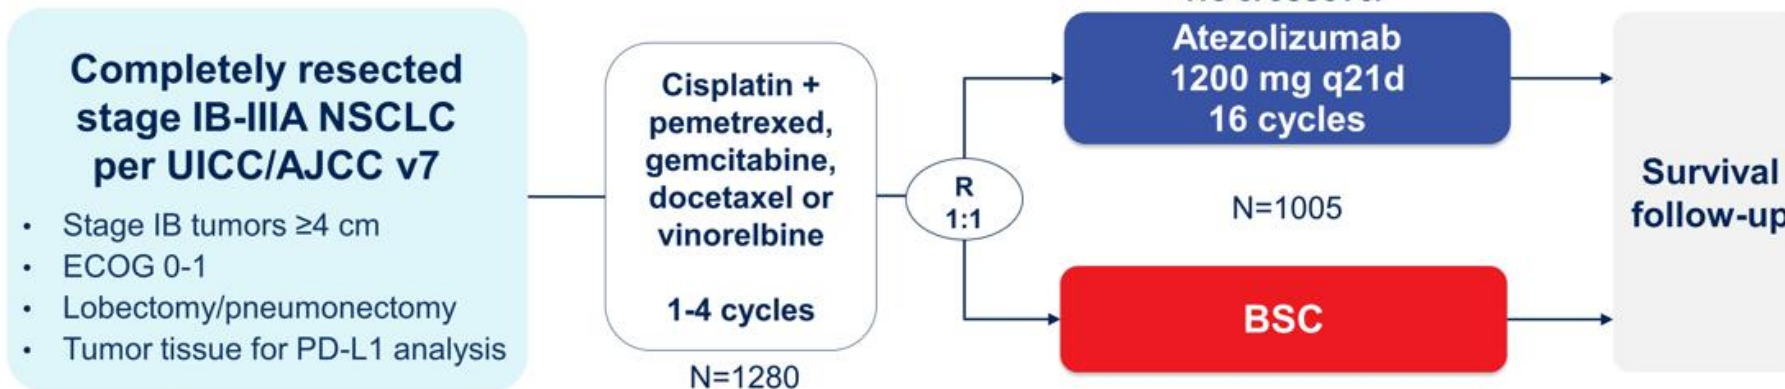 Completely resected
stage IB-IIIA NSCLC
per UICC/AJCC v7
• Stage IB tumors ≥4 cm
• ECOG 0-1
• Lobectomy/pneumonectomy
• Tumor tissue for PD-L1 analysis
Cisplatin +
pemetrexed,
gemcitabine,
docetaxel or
vinorelbine
1-4 cycles
N=1280
R
1:1
Atezolizumab
1200 mg q21d
16 cycles
N=1005
BSC
Survival
follow-up